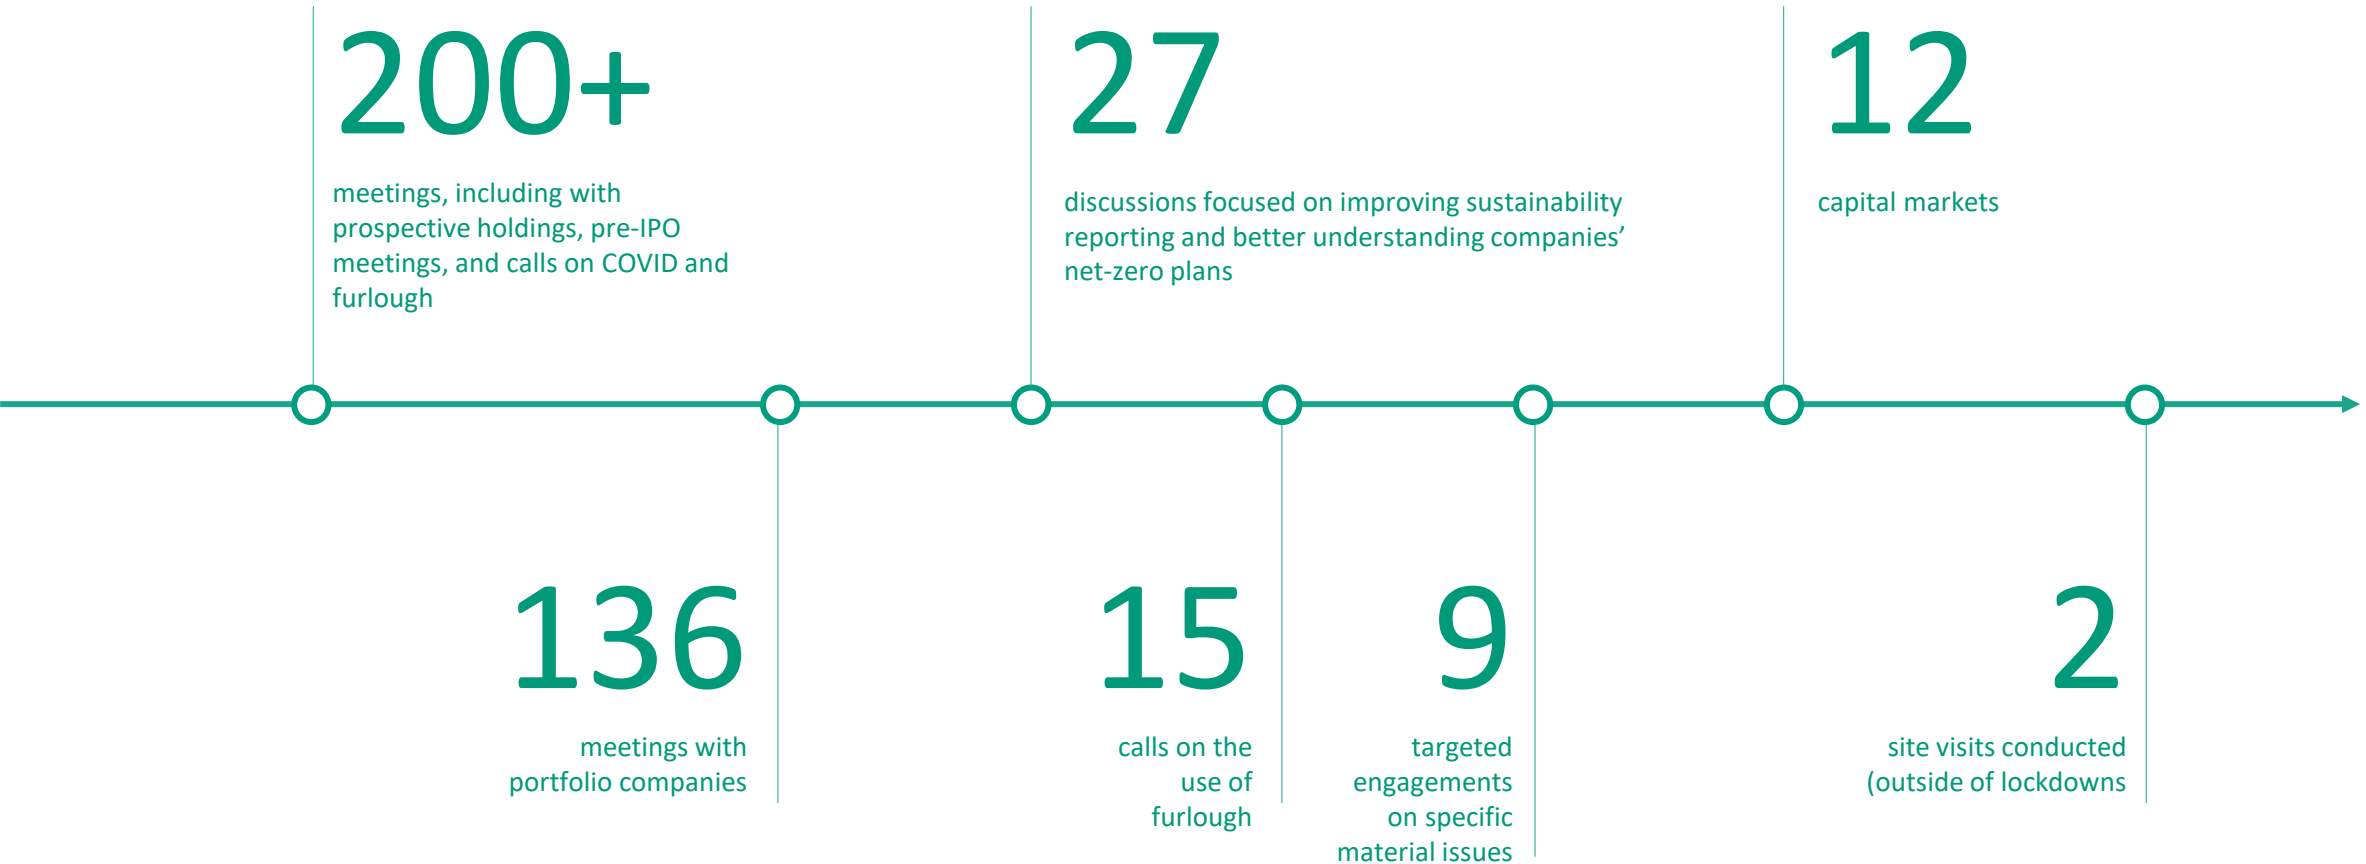 200+
meetings, including with
prospective holdings, pre-IPO
meetings, and calls on COVID and
furlough
136
meetings with
portfolio companies
27
discussions focused on improving sustainability
reporting and better understanding companies’
net-zero plans
15
calls on the
use of
furlough
9
targeted
engagements
on specific
material issues
12
capital markets
2
site visits conducted
(outside of lockdowns